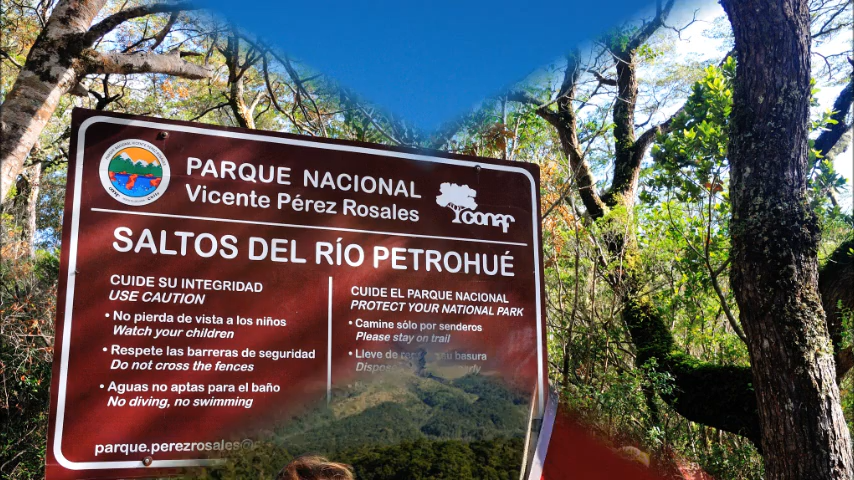 PARQUE NACIONAL
Vicente Pérez Rosales
conaf
SALTOS DEL RÍO PETROHUÉ
CUIDE SU INTEGRIDAD
USE CAUTION
• No pierda de vista a los niños
Watch your children
• Respete las barreras de seguridad
Do not cross the fences
• Aguas no aptas para el baño
No diving, no swimming
parque.perezrosales@
CUIDE EL PARQUE NACIONAL
PROTECT YOUR NATIONAL PARK
• Camine sólo por senderos
Please stay on trail
• Lleve de basura